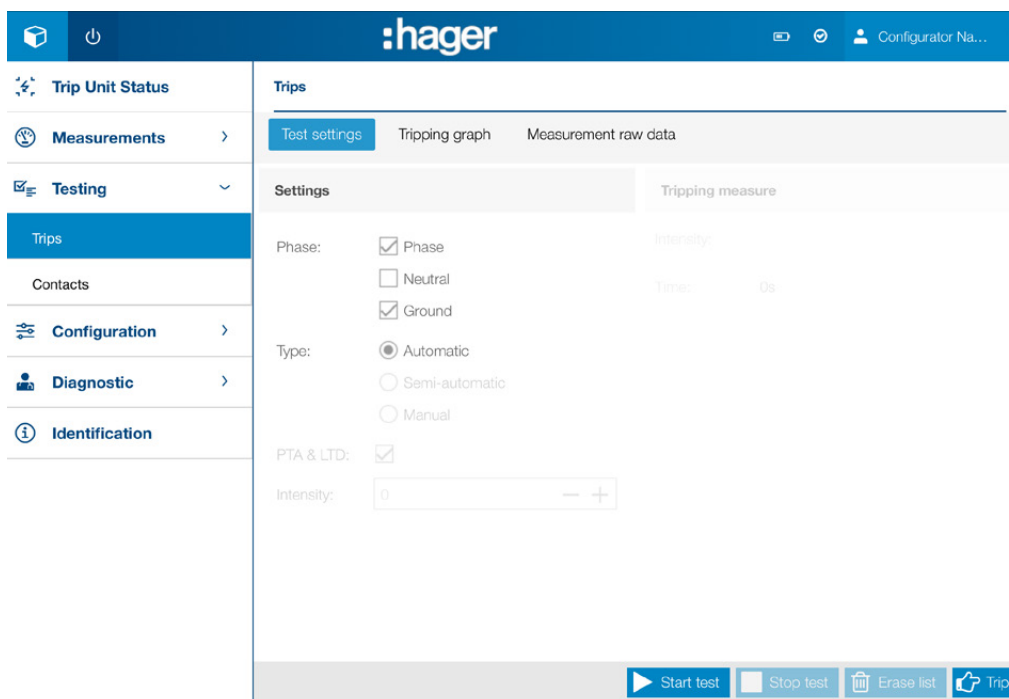 :hager
Configurator Na...
Trip Unit Status
Measurements
Testing
Trips
Contacts
Configuration
Diagnostic
Identification
Trips
Test settings Tripping graph Measurement raw data
Settings
Phase: Phase
Neutral
Ground
Type: Automatic
Semi-automatic
Manual
PTA & LTD:
Intensity: 0
Tripping measure
Intensity:
Time: 0s
Start test Stop test Erase list Trip